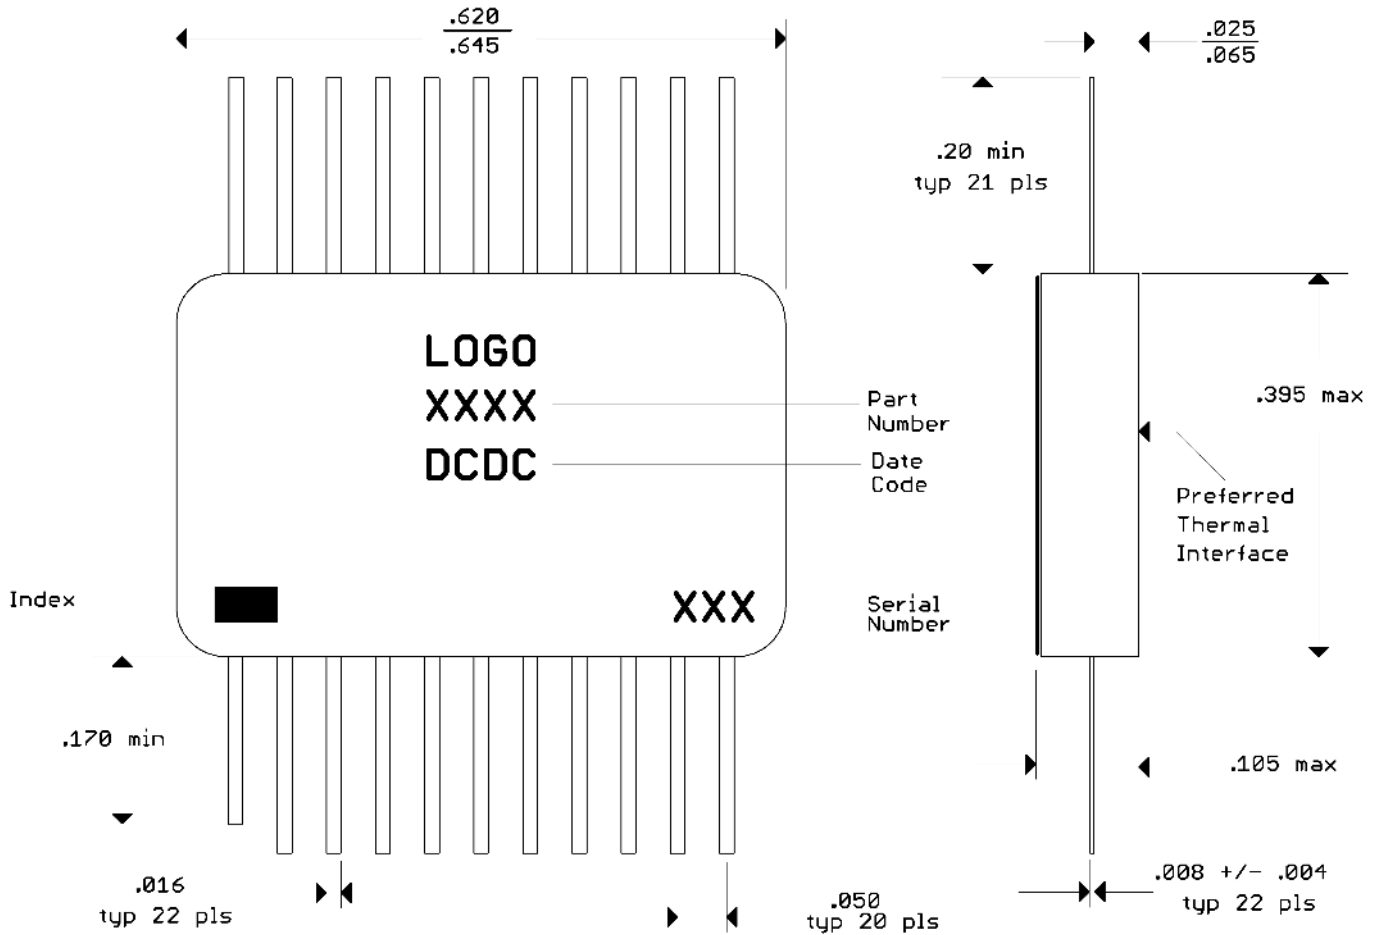 .620
.645
.025
.065
.20 min
typ 21 pls
LOGO
XXXX
DCDC
Part
Number
Date
Code
.395 max
Preferred
Thermal
Interface
Index
XXX
Serial
Number
.170 min
.105 max
.016
typ 22 pls
.050
typ 20 pls
.008 +/- .004
typ 22 pls